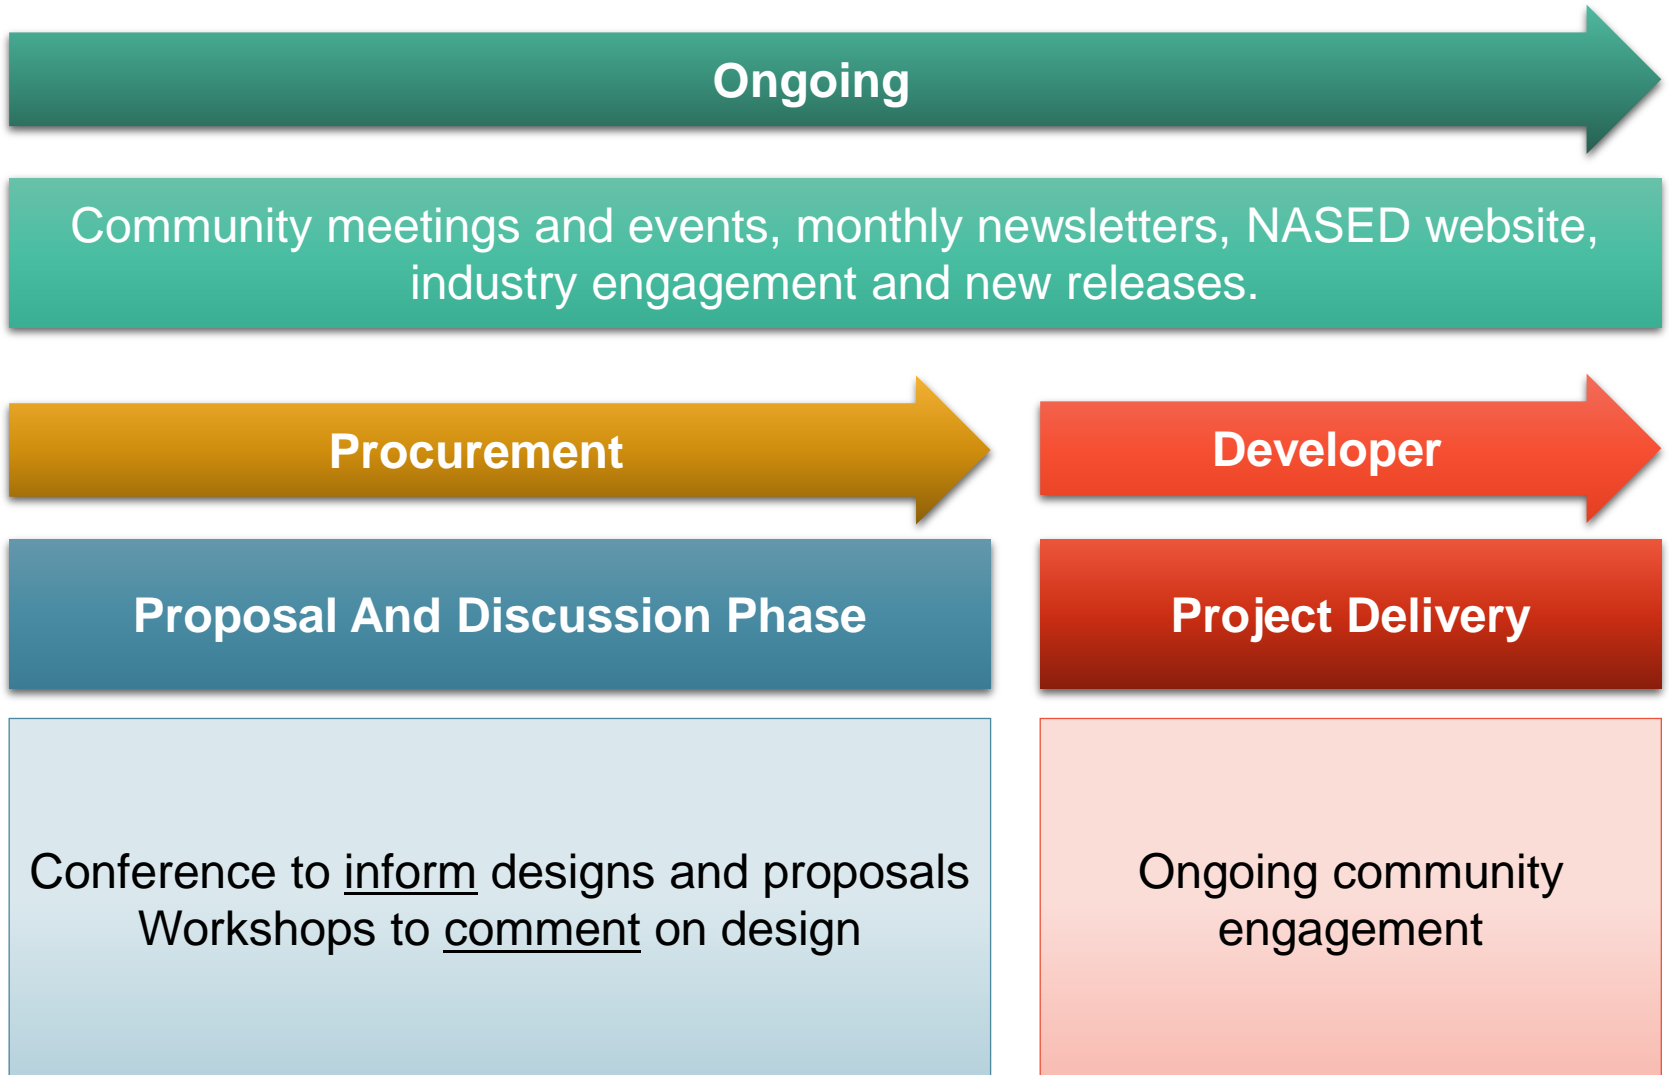 Ongoing
Community meetings and events, monthly newsletters, NASED website,
industry engagement and new releases.
Procurement
Developer
Proposal And Discussion Phase
Project Delivery
Conference to inform designs and proposals
Workshops to comment on design
Ongoing community
engagement